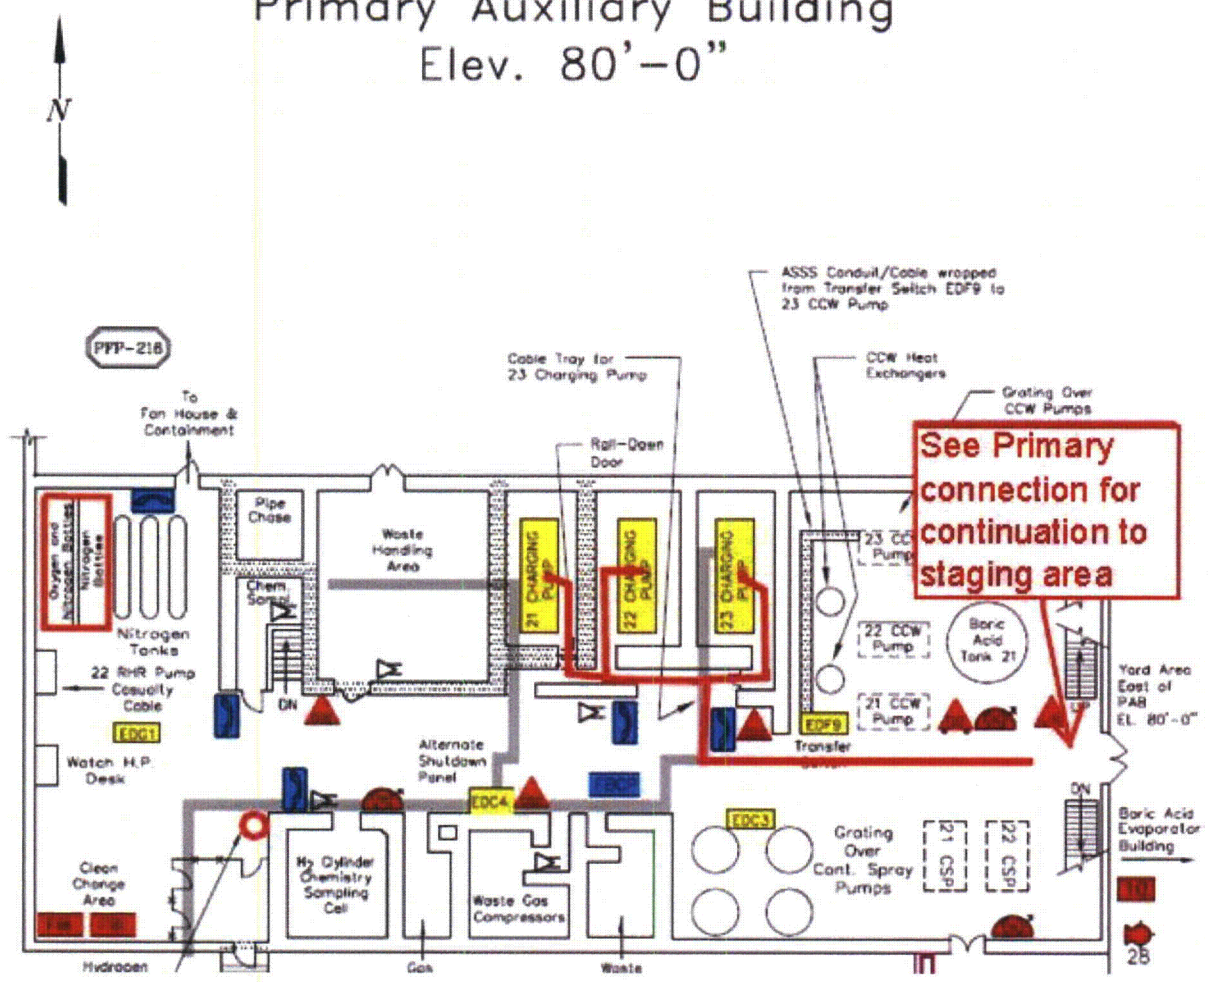 Primary Auxiliary Building
Elev. 80'-0"
N
ASSS Conduit/Cable wrapped
from Transfer Switch EDF9 to
23 CCW Pump
PFP-216
Cable Tray for
23 Charging Pump
CCW Heat
Exchangers
Grating Over
CCW Pumps
To
Fan House &
Containment
Roll-Down
Door
See Primary
connection for
continuation to
staging area
Oxygen and
Nitrogen Bottles
Nitrogen
Bottles
Pipe
Chase
Waste
Handling
Area
21 CHARGING
PUMP
22 CHARGING
PUMP
23 CHARGING
PUMP
23 CC
Pump
Chem.
Nitrogen
Tanks
22 CCW
Pump
Boric
Acid
Tank 21
22 RHR Pump
Casualty
Cable
DN
21 CCW
Pump
UP
Yard Area
East of
PAB
EL. 80'-0"
EDG1
EDF9
Transfer
Watch H.P.
Desk
Alternate
Shutdown
Panel
EDC4
EDC3
DN
Clean
Change
Area
H2 Cylinder
Chemistry
Sampling
Cell
Waste Gas
Compressors
Grating
Over
Cont. Spray
Pumps
21 CSP
22 CSP
Boric Acid
Evaporator
Building
28
Hydrogen
Gas
Waste